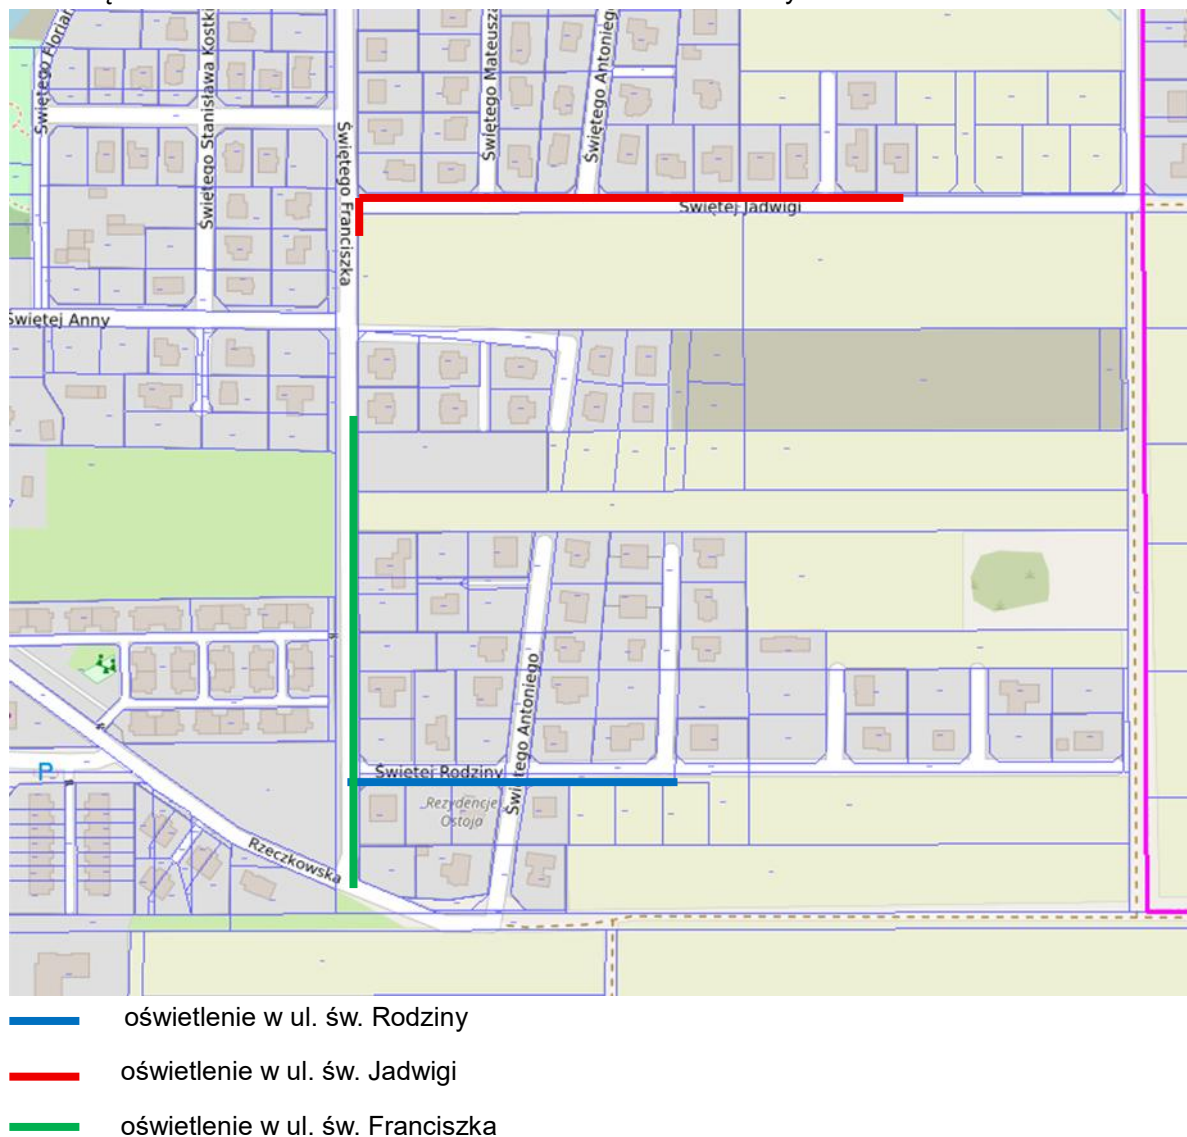 Świętego Floriana
Świętego Stanisława Kostki
Świętego Franciszka
Świętego Mateusza
Świętego Antoniego
Świętej Jadwigi
Świętej Anny
Świętego Antoniego
Świętej Rodziny
Rezydencje
Ostoja
P
Rzeczkowska
oświetlenie w ul. św. Rodziny
oświetlenie w ul. św. Jadwigi
oświetlenie w ul. św. Franciszka